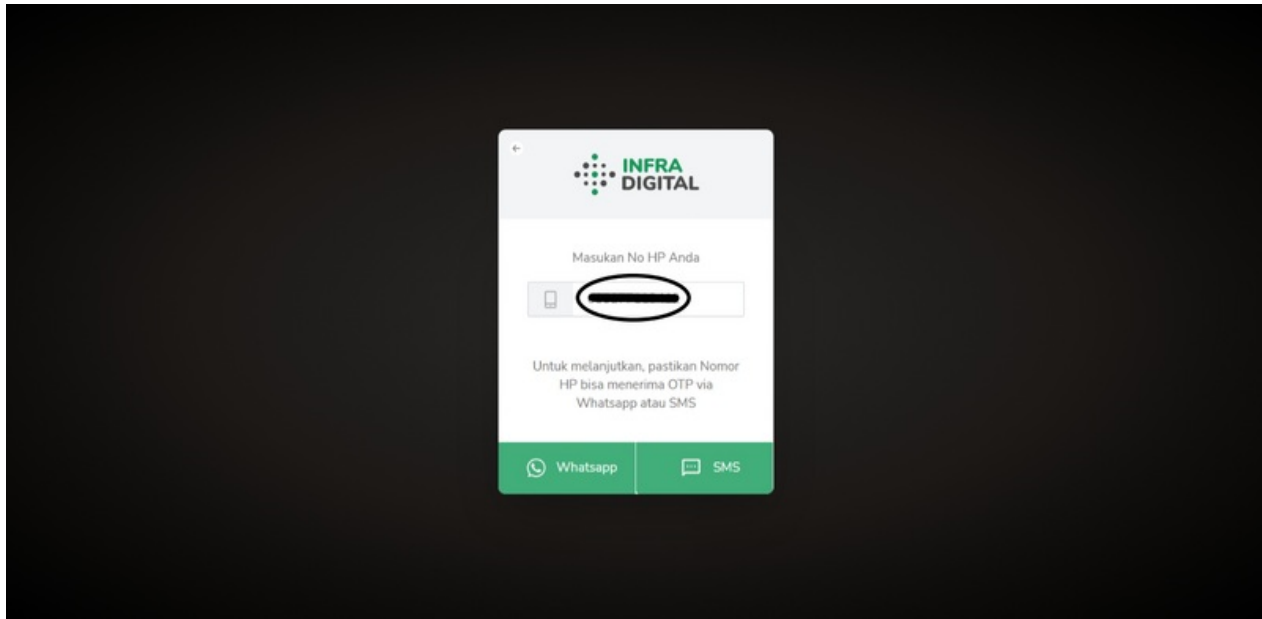 INFRA
DIGITAL
Masukan No HP Anda
Untuk melanjutkan, pastikan Nomor
HP bisa menerima OTP via
Whatsapp atau SMS
Whatsapp
SMS